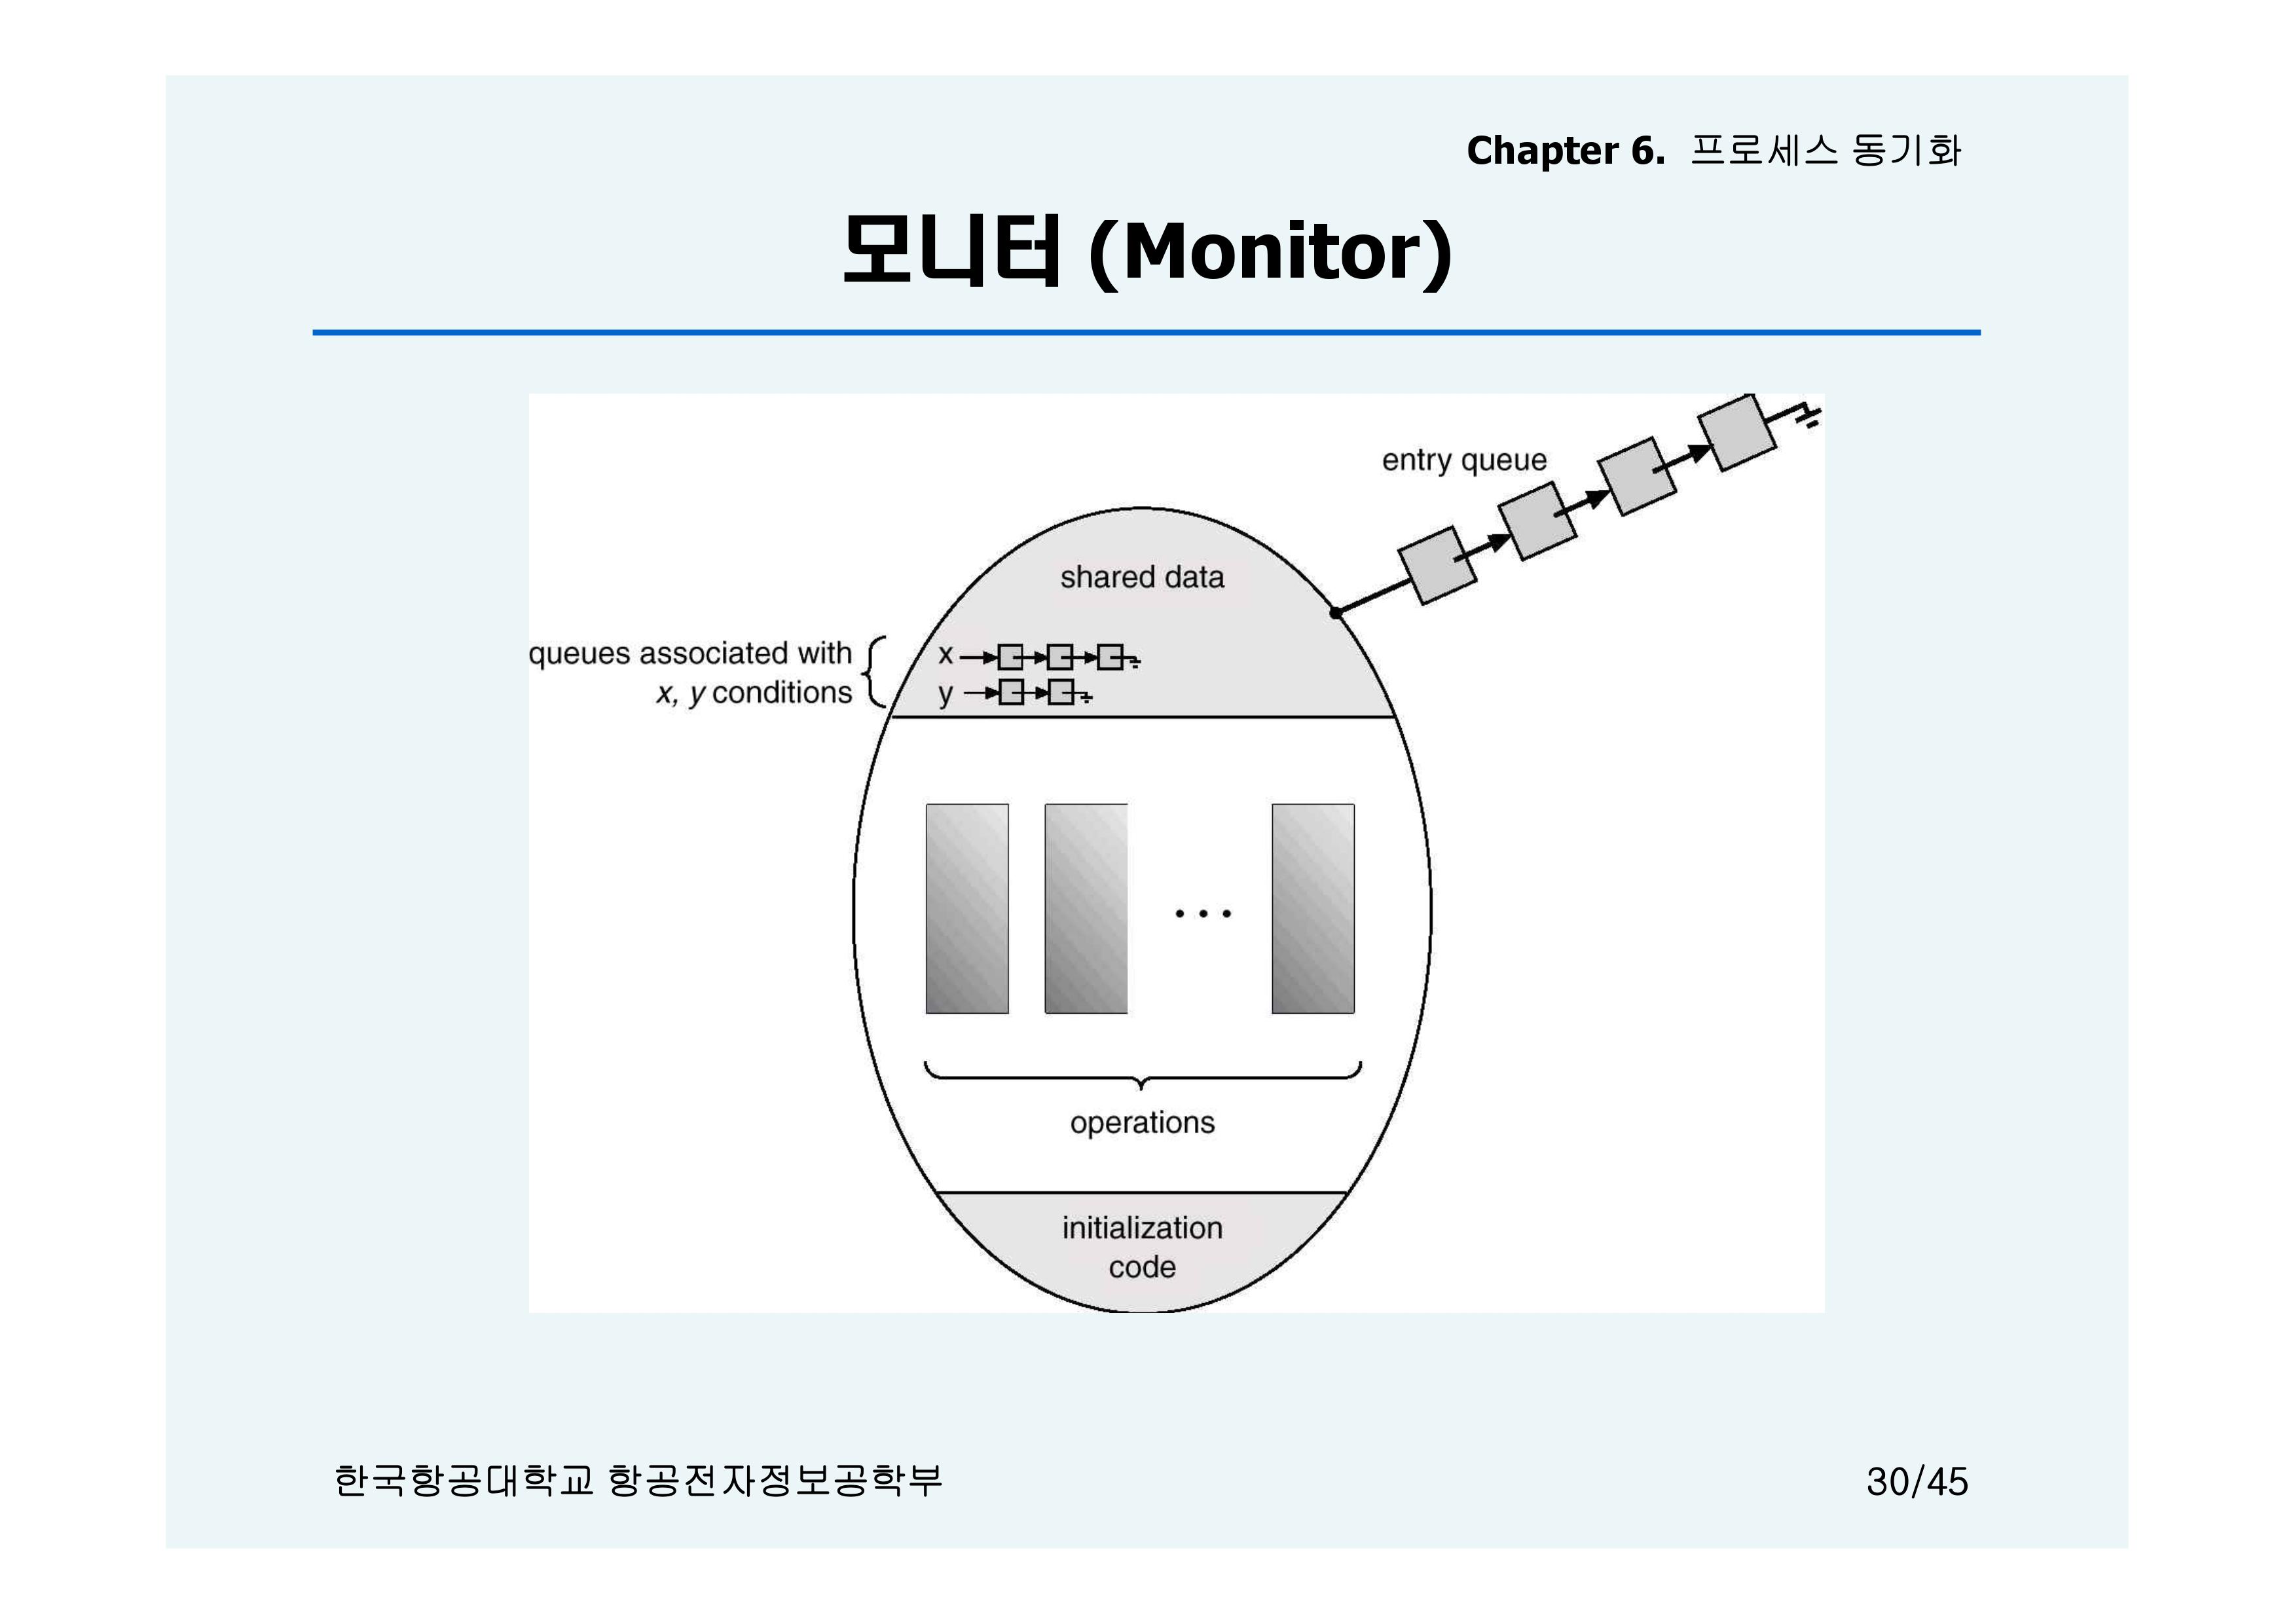 Chapter 6. 프로세스 동기화
모니터 (Monitor)
entry queue
shared data
queues associated with
x, y conditions
x
y
. . .
operations
initialization
code
한국항공대학교 항공전자정보공학부
30/45